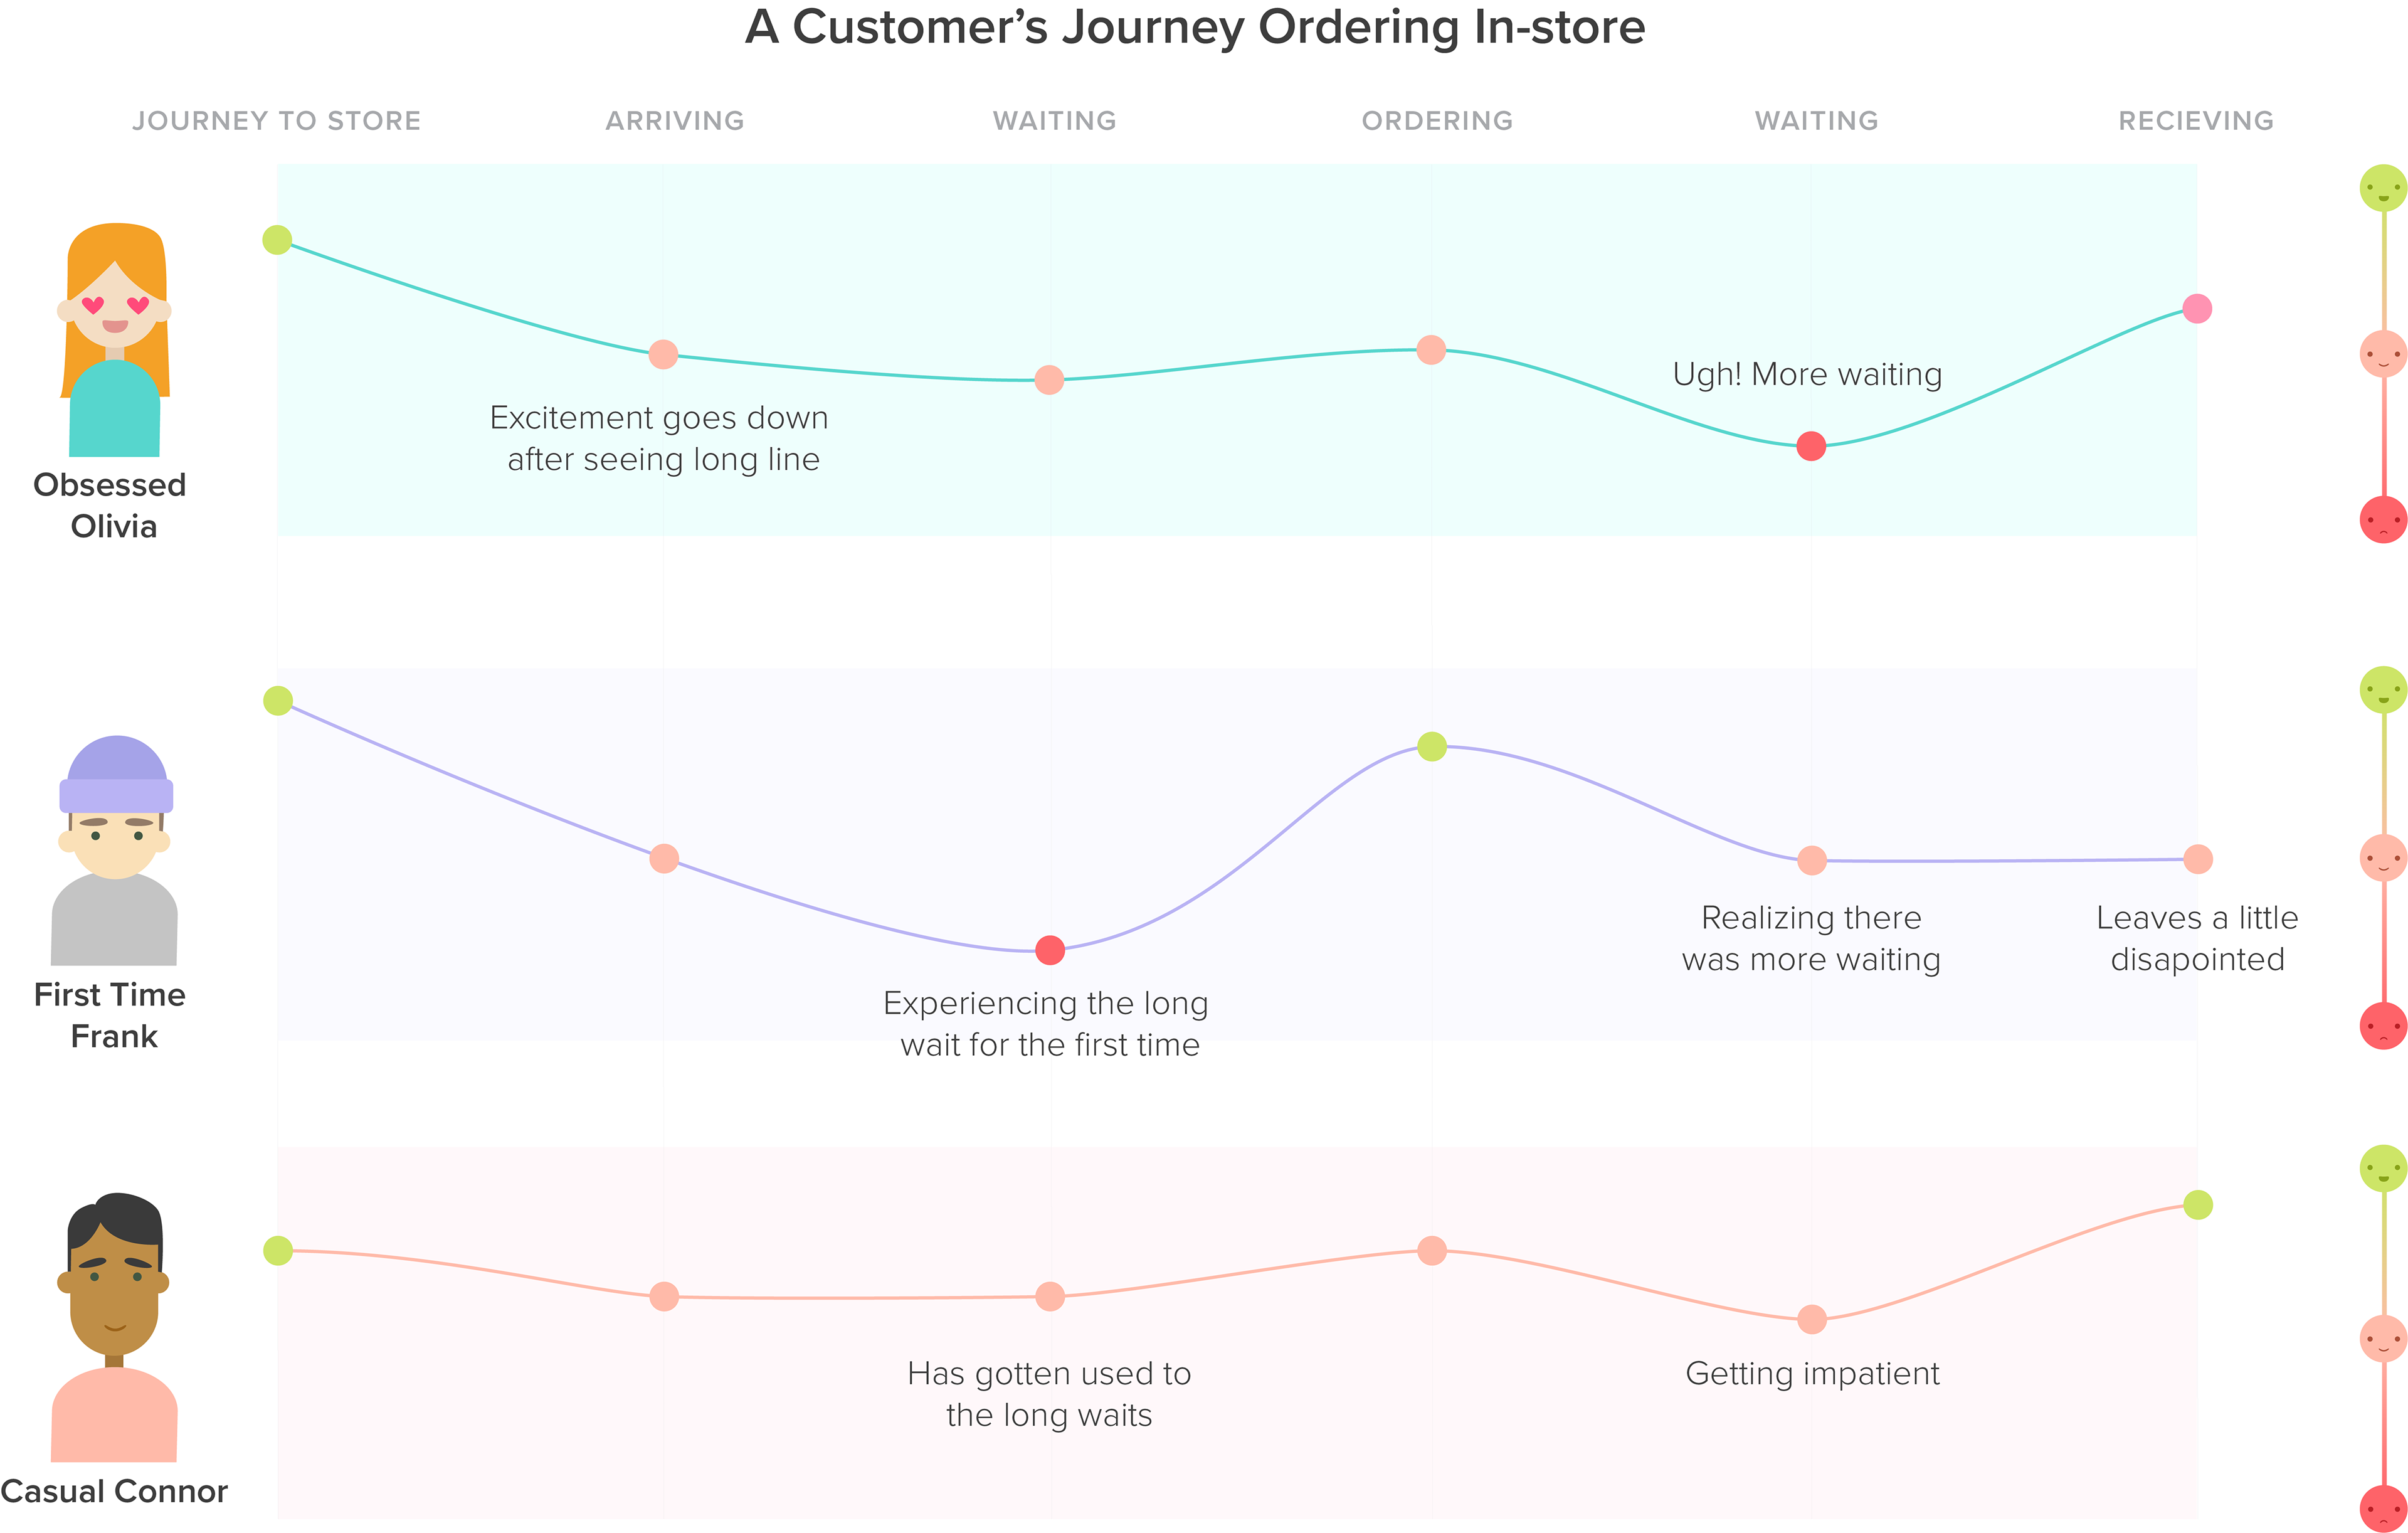 A Customer’s Journey Ordering In-store
JOURNEY TO STORE
ARRIVING
WAITING
ORDERING
WAITING
RECIEVING
Obsessed
Olivia
Excitement goes down
after seeing long line
Ugh! More waiting
First Time
Frank
Experiencing the long
wait for the first time
Realizing there
was more waiting
Leaves a little
disapointed
Casual Connor
Has gotten used to
the long waits
Getting impatient